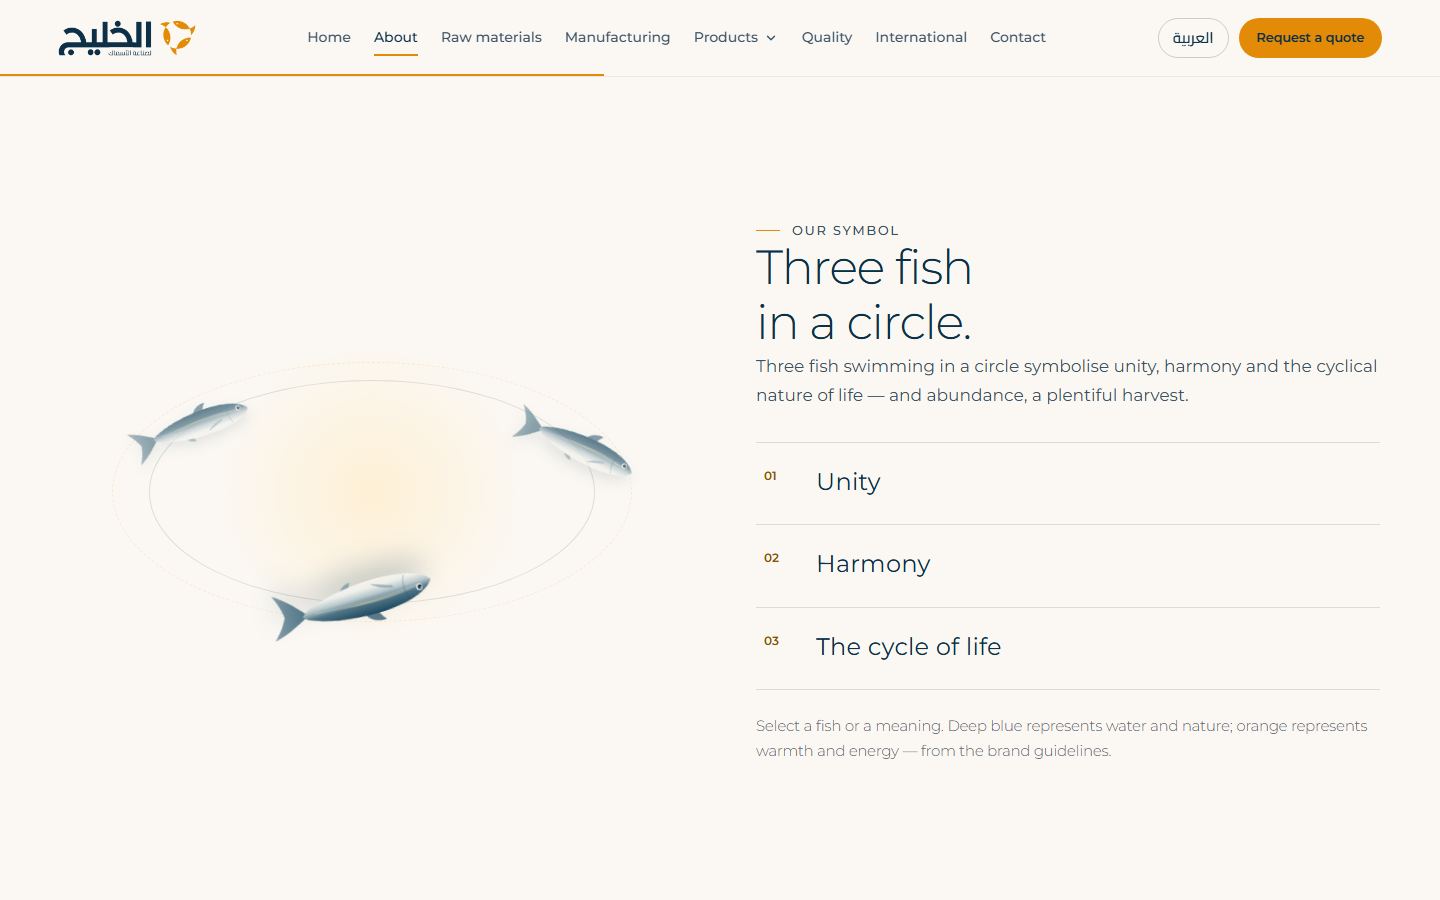 الخليج
لصناعة الأسماك
Home About Raw materials Manufacturing Products Quality International Contact
العربية
Request a quote
OUR SYMBOL
Three fish
in a circle.
Three fish swimming in a circle symbolise unity, harmony and the cyclical
nature of life — and abundance, a plentiful harvest.
01 Unity
02 Harmony
03 The cycle of life
Select a fish or a meaning. Deep blue represents water and nature; orange represents
warmth and energy — from the brand guidelines.